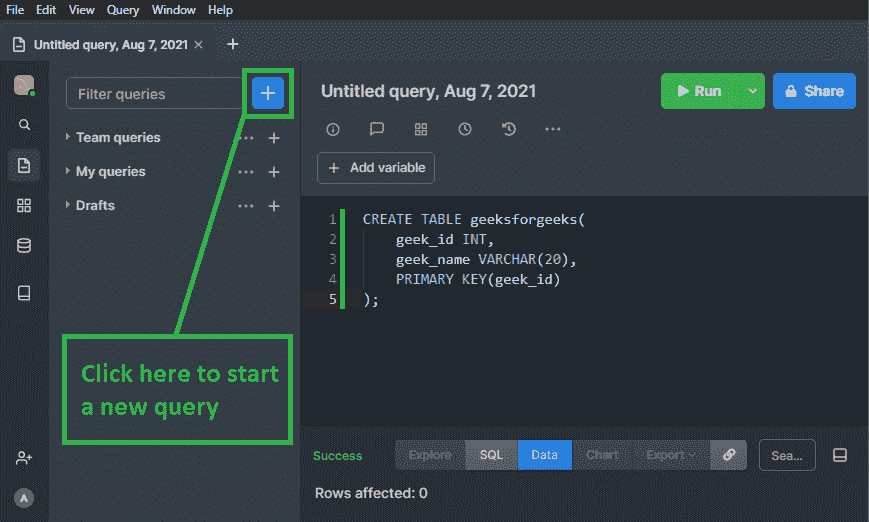 File Edit View Query Window Help
Untitled query, Aug 7, 2021
Filter queries
Team queries
My queries
Drafts
Click here to start
a new query
A
Untitled query, Aug 7, 2021
Run
Share
Add variable
1 CREATE TABLE geeksforgeeks(
2 geek_id INT,
3 geek_name VARCHAR(20),
4 PRIMARY KEY(geek_id)
5 );
Success Explore SQL Data Chart Export Sea...
Rows affected: 0